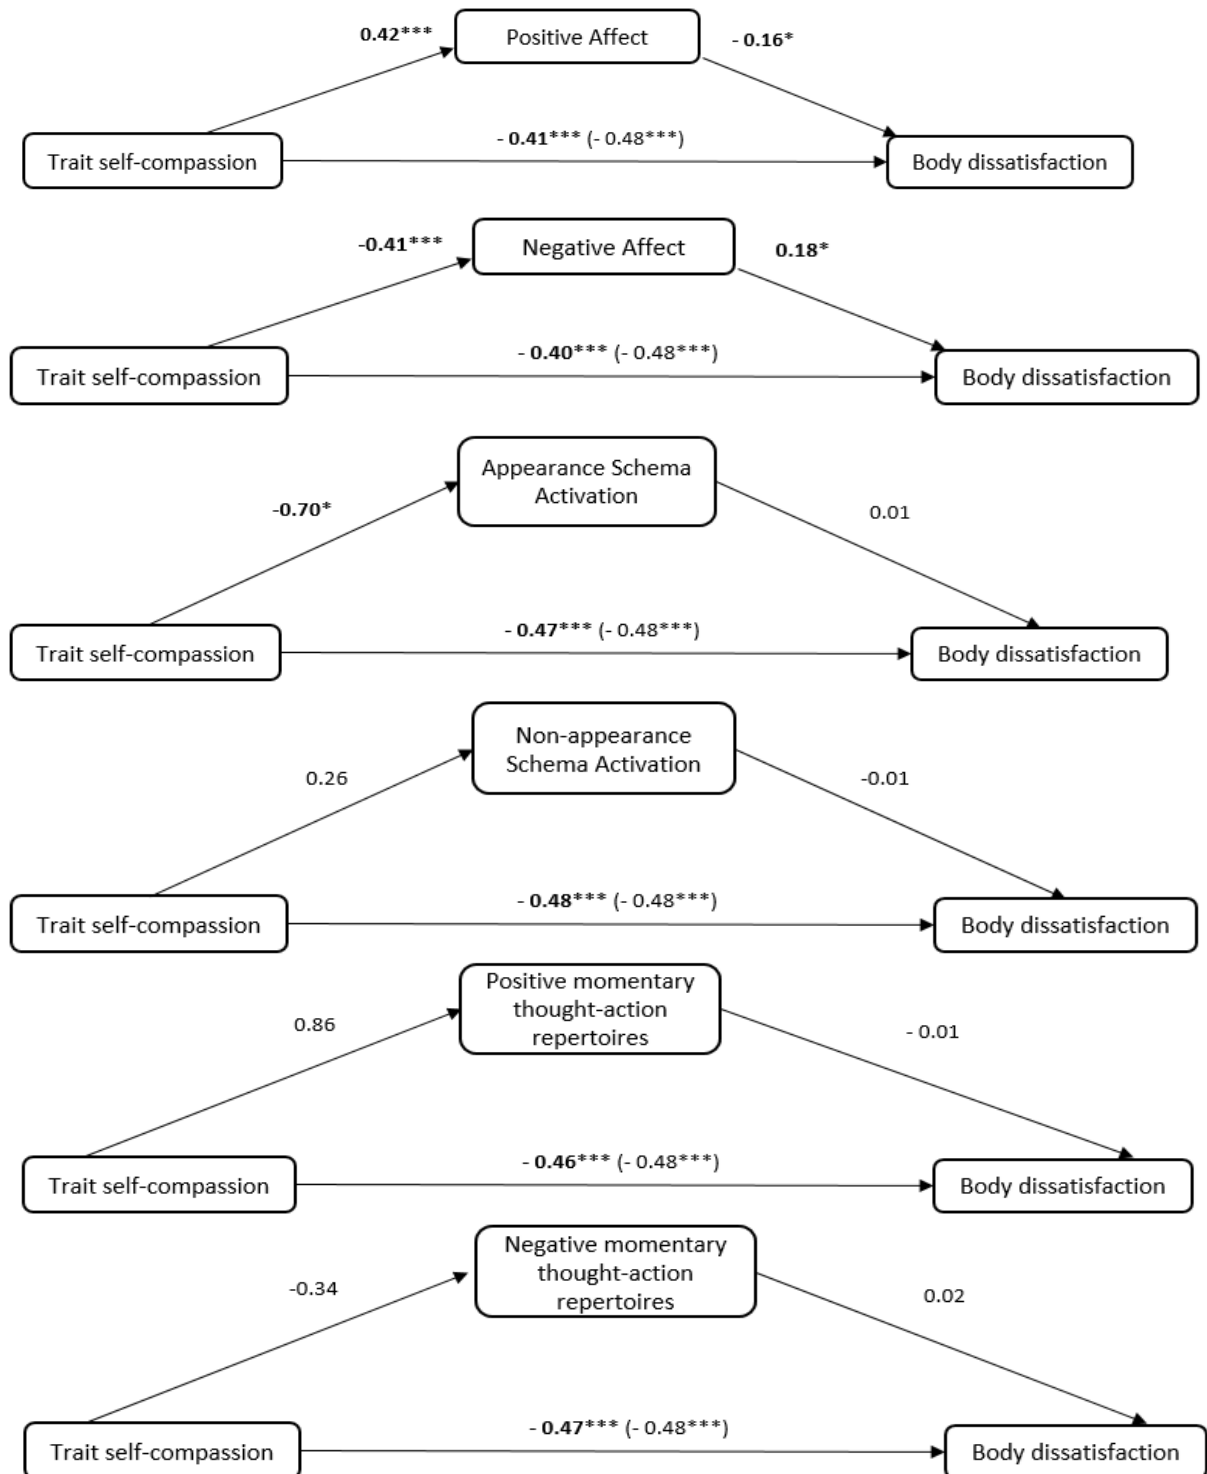 0.42***
Positive Affect
- 0.16*
- 0.41*** (- 0.48***)
Trait self-compassion
Body dissatisfaction
-0.41***
Negative Affect
0.18*
- 0.40*** (- 0.48***)
Trait self-compassion
Body dissatisfaction
Appearance Schema
Activation
-0.70*
0.01
- 0.47*** (- 0.48***)
Trait self-compassion
Body dissatisfaction
Non-appearance
Schema Activation
0.26
-0.01
- 0.48*** (- 0.48***)
Trait self-compassion
Body dissatisfaction
Positive momentary
thought-action
repertoires
0.86
- 0.01
- 0.46*** (- 0.48***)
Trait self-compassion
Body dissatisfaction
Negative momentary
thought-action
repertoires
-0.34
0.02
- 0.47*** (- 0.48***)
Trait self-compassion
Body dissatisfaction